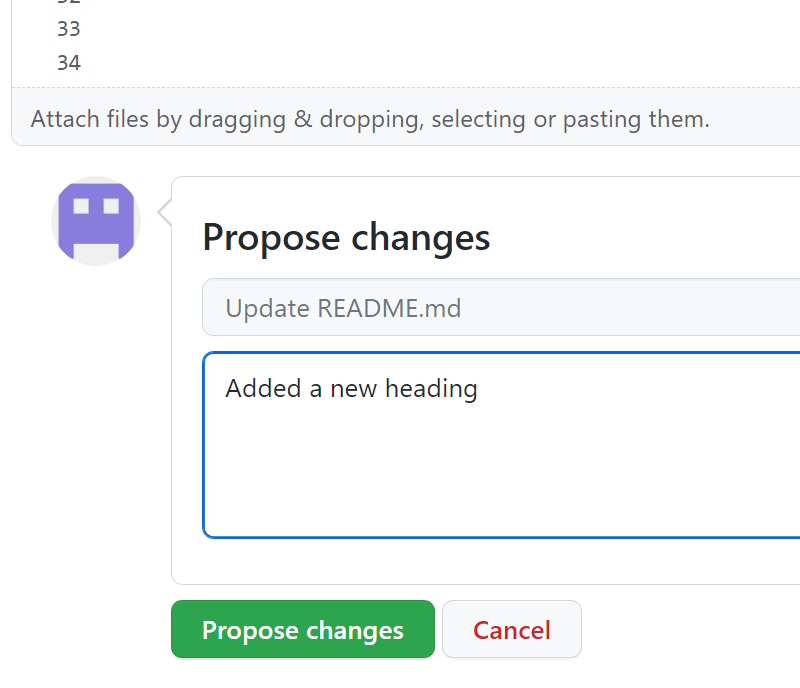 33
34
Attach files by dragging & dropping, selecting or pasting them.
Propose changes
Update README.md
Added a new heading
Propose changes
Cancel